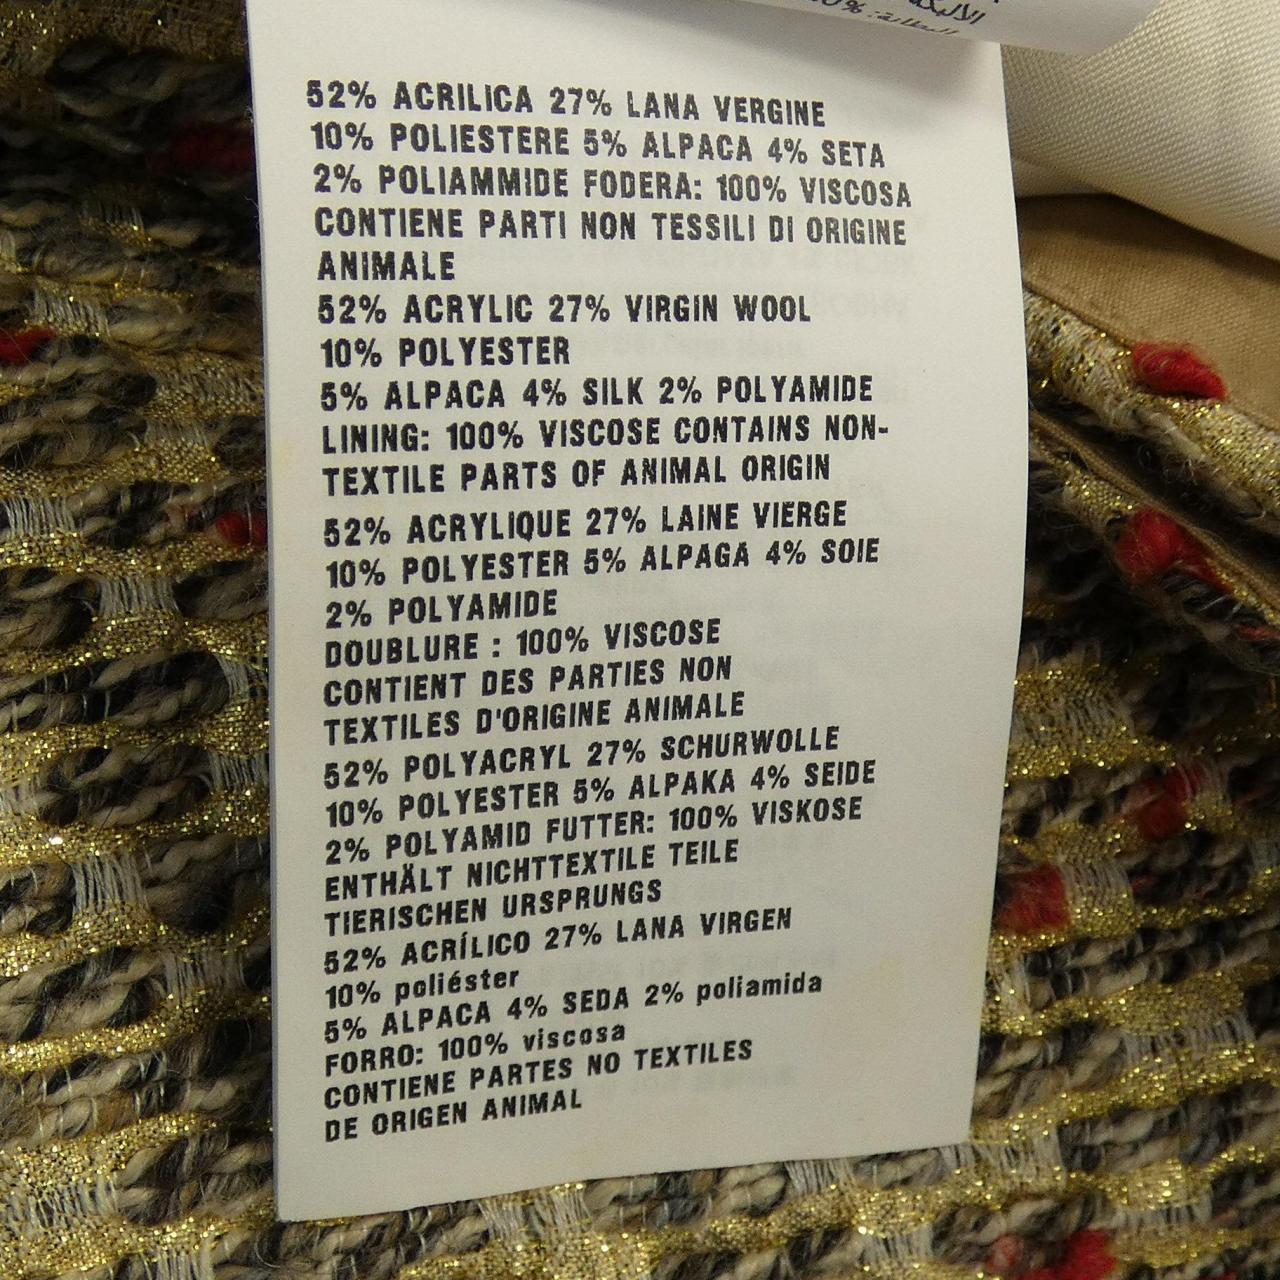 52% ACRILICA 27% LANA VERGINE
10% POLIESTERE 5% ALPACA 4% SETA
2% POLIAMMIDE FODERA: 100% VISCOSA
CONTIENE PARTI NON TESSILI DI ORIGINE
ANIMALE
52% ACRYLIC 27% VIRGIN WOOL
10% POLYESTER
5% ALPACA 4% SILK 2% POLYAMIDE
LINING: 100% VISCOSE CONTAINS NON-
TEXTILE PARTS OF ANIMAL ORIGIN
52% ACRYLIQUE 27% LAINE VIERGE
10% POLYESTER 5% ALPAGA 4% SOIE
2% POLYAMIDE
DOUBLURE : 100% VISCOSE
CONTIENT DES PARTIES NON
TEXTILES D'ORIGINE ANIMALE
52% POLYACRYL 27% SCHURWOLLE
10% POLYESTER 5% ALPAKA 4% SEIDE
2% POLYAMID FUTTER: 100% VISKOSE
ENTHÄLT NICHTTEXTILE TEILE
TIERISCHEN URSPRUNGS
52% ACRÍLICO 27% LANA VIRGEN
10% poliéster
5% ALPACA 4% SEDA 2% poliamida
FORRO: 100% viscosa
CONTIENE PARTES NO TEXTILES
DE ORIGEN ANIMAL